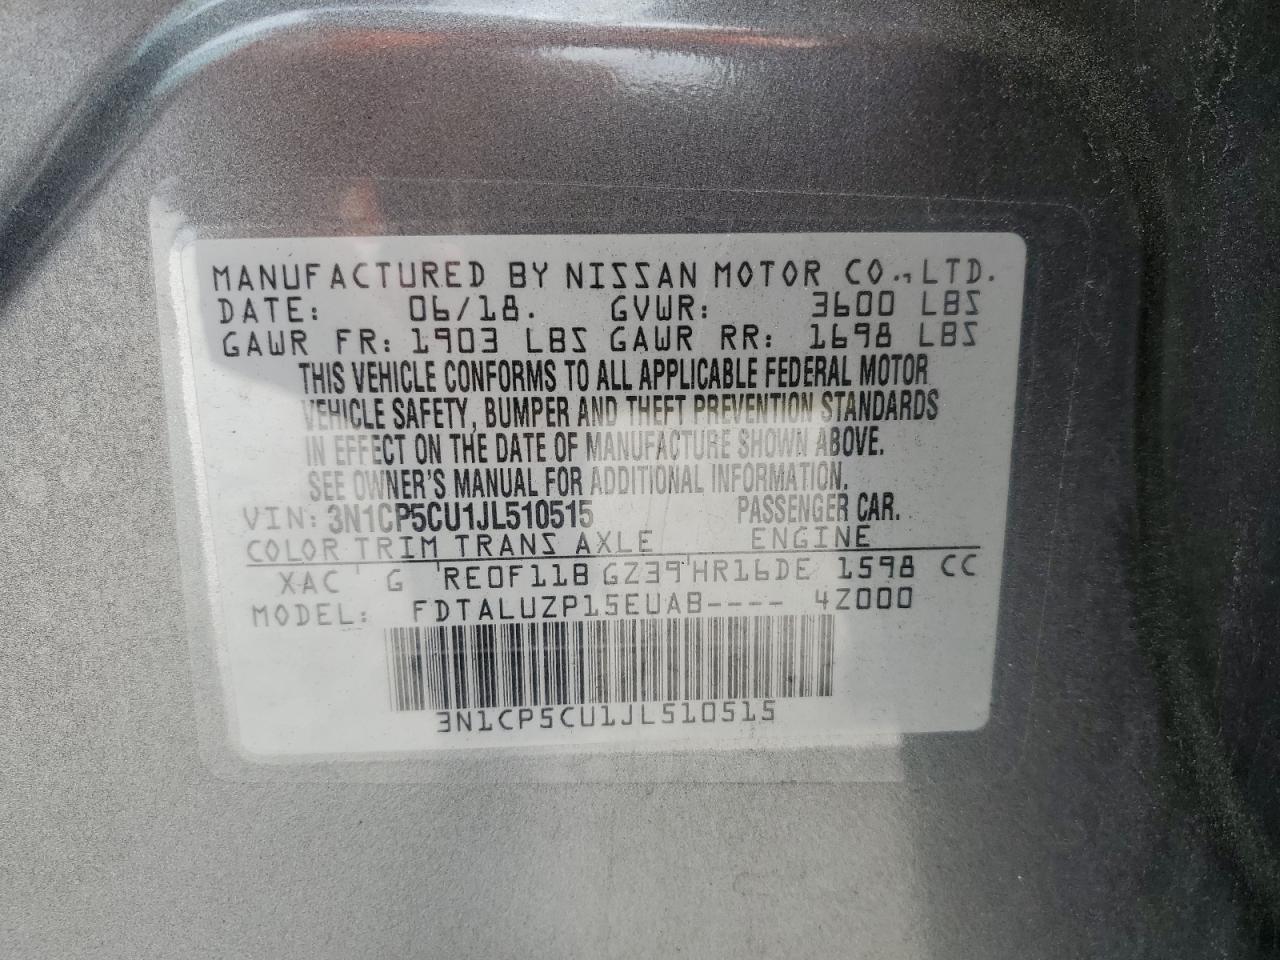 MANUFACTURED BY NISSAN MOTOR CO., LTD.
DATE: 06/18. GVWR: 3600 LBS
GAWR FR: 1903 LBS GAWR RR: 1698 LBS
THIS VEHICLE CONFORMS TO ALL APPLICABLE FEDERAL MOTOR
VEHICLE SAFETY, BUMPER AND THEFT PREVENTION STANDARDS
IN EFFECT ON THE DATE OF MANUFACTURE SHOWN ABOVE.
SEE OWNER'S MANUAL FOR ADDITIONAL INFORMATION.
VIN: 3N1CP5CU1JL510515 PASSENGER CAR.
COLOR TRIM TRANS AXLE ENGINE
XAC ' G 'RE0F11B GZ39'HR16DE 1598 CC
MODEL: FDTALUZP15EUAB---- 4Z000
3N1CP5CU1JL510515